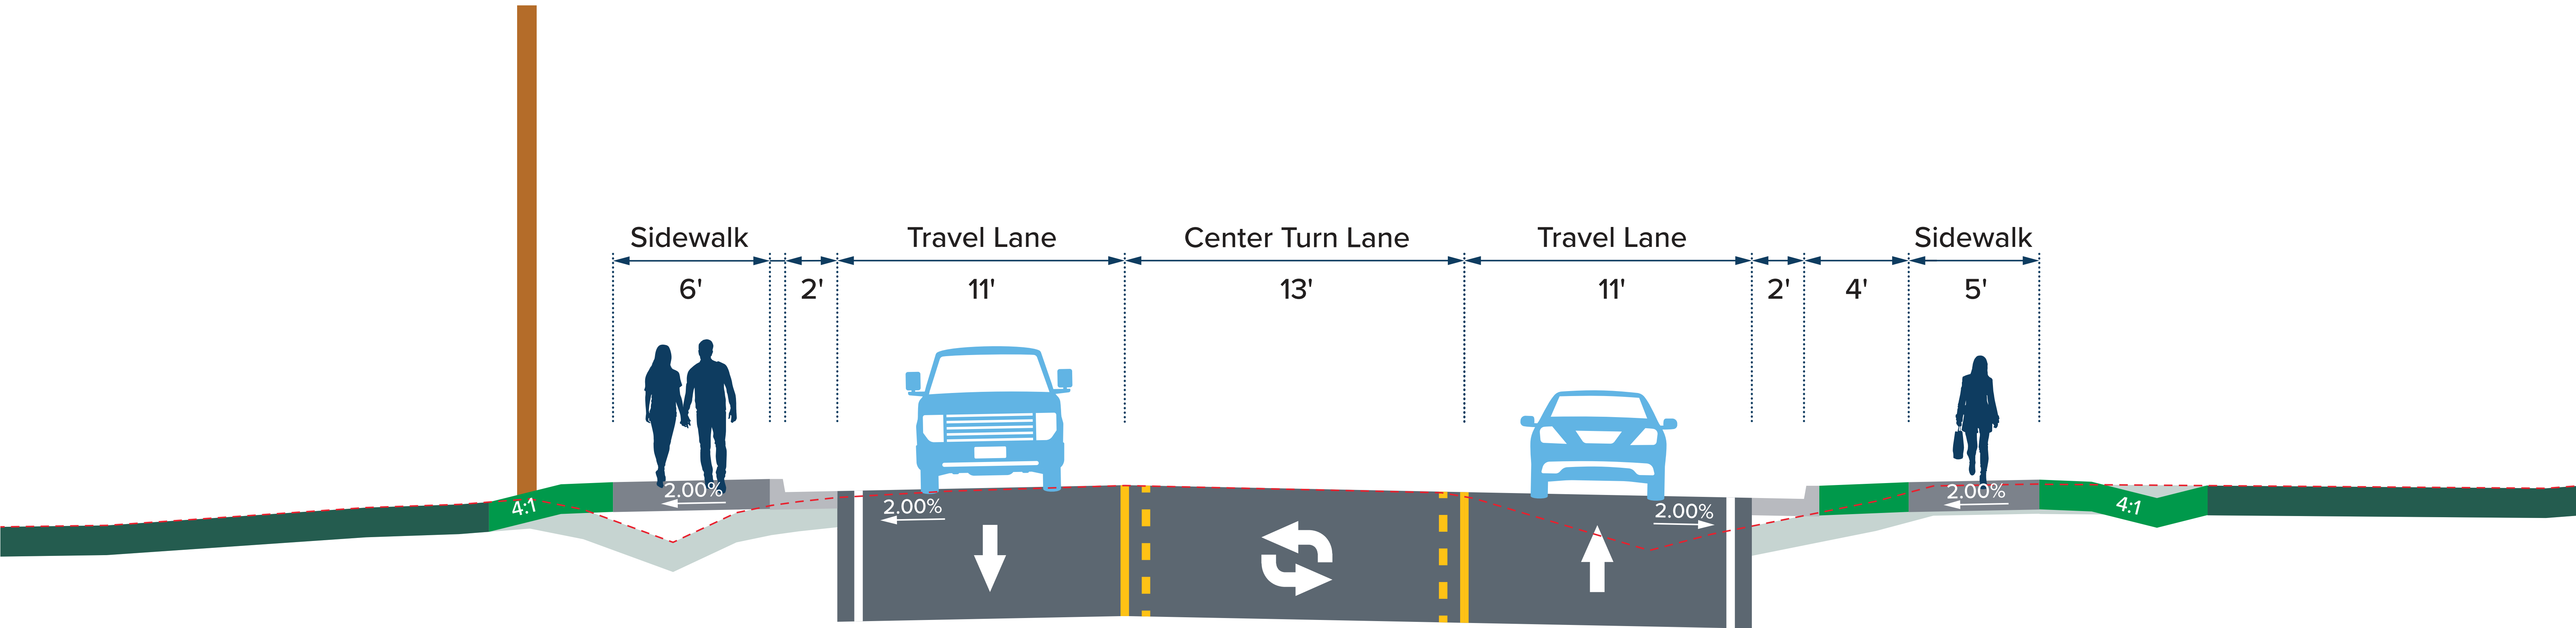 Sidewalk
Travel Lane
Center Turn Lane
Travel Lane
Sidewalk
6'
2'
11'
13'
11'
2'
4'
5'
4:1
2.00%
2.00%
2.00%
2.00%
4:1